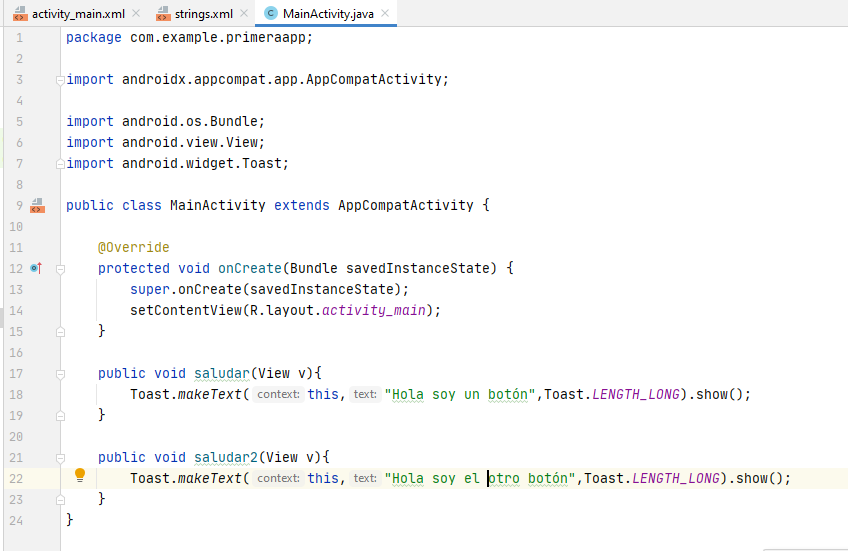 activity_main.xml strings.xml MainActivity.java
1 package com.example.primeraapp;
2
3 import androidx.appcompat.app.AppCompatActivity;
4
5 import android.os.Bundle;
6 import android.view.View;
7 import android.widget.Toast;
8
9 public class MainActivity extends AppCompatActivity {
10
11 @Override
12 protected void onCreate(Bundle savedInstanceState) {
13 super.onCreate(savedInstanceState);
14 setContentView(R.layout.activity_main);
15 }
16
17 public void saludar(View v){
18 Toast.makeText( context: this, text: "Hola soy un botón",Toast.LENGTH_LONG).show();
19 }
20
21 public void saludar2(View v){
22 Toast.makeText( context: this, text: "Hola soy el otro botón",Toast.LENGTH_LONG).show();
23 }
24 }